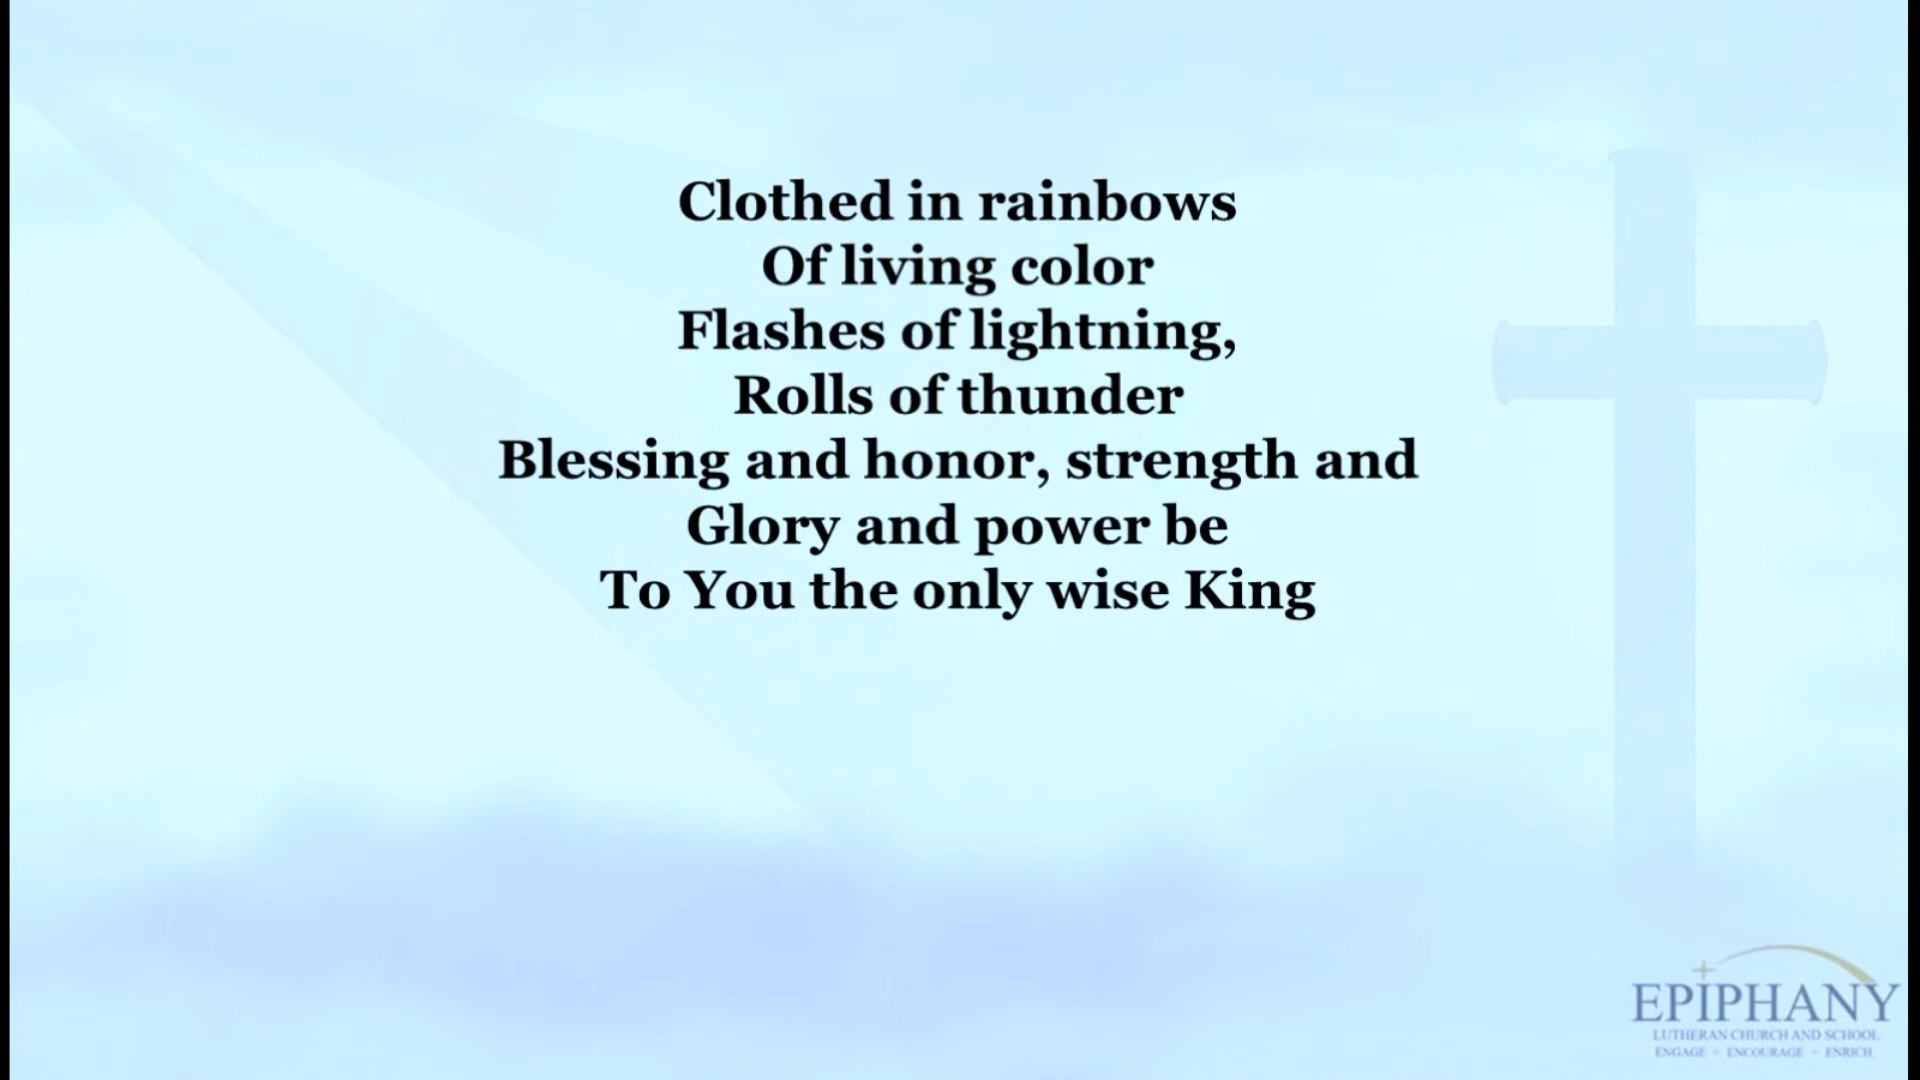 Clothed in rainbows
Of living color
Flashes of lightning,
Rolls of thunder
Blessing and honor, strength and
Glory and power be
To You the only wise King
EPIPHANY
LUTHERAN CHURCH AND SCHOOL
ENGAGE - ENCOURAGE - ENRICH